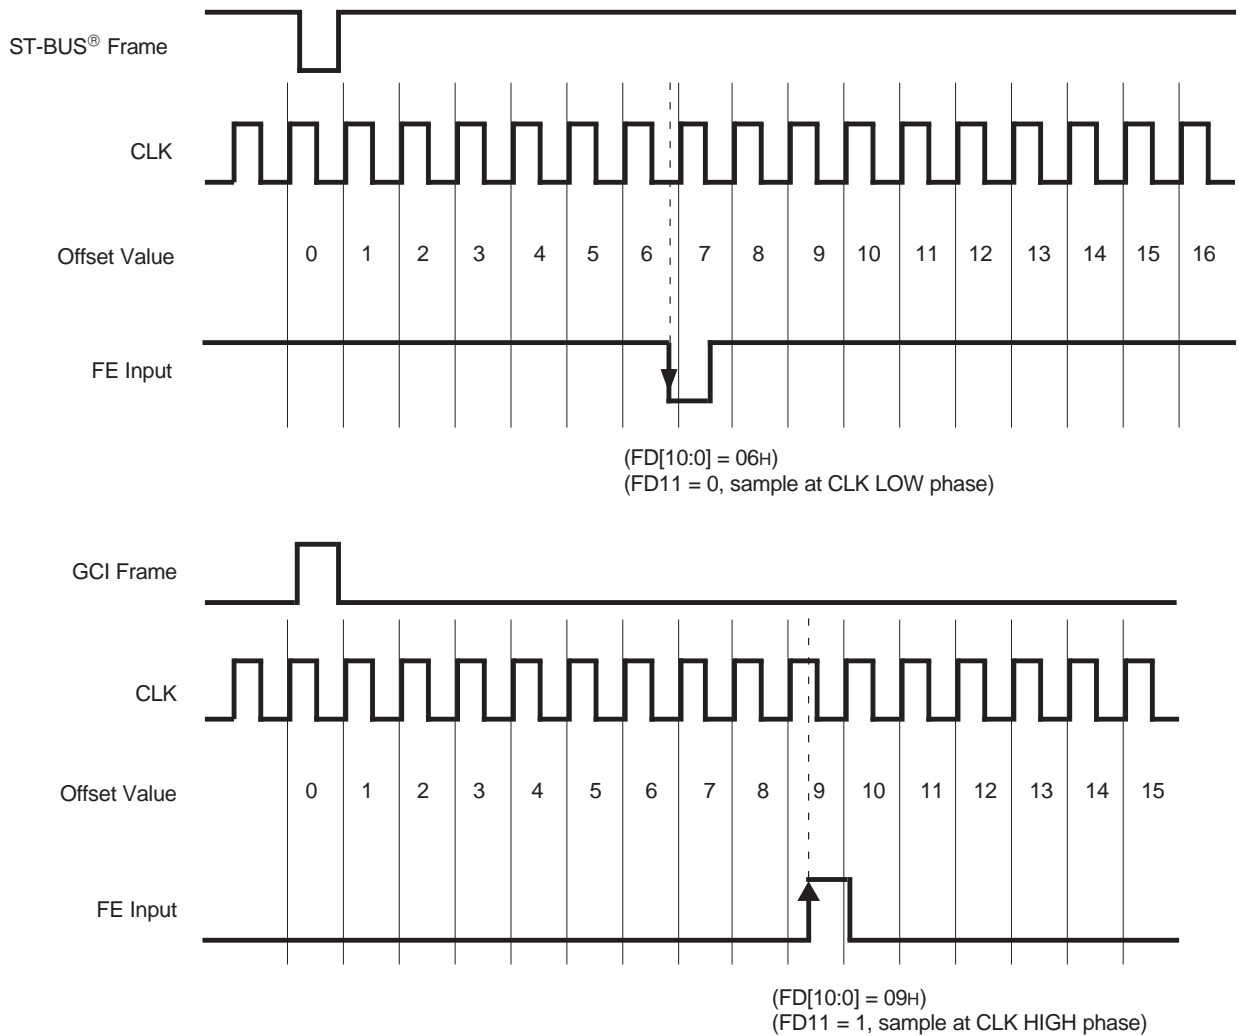 ST-BUS® Frame
CLK
Offset Value 0 1 2 3 4 5 6 7 8 9 10 11 12 13 14 15 16
FE Input
(FD[10:0] = 06H)
(FD11 = 0, sample at CLK LOW phase)
GCI Frame
CLK
Offset Value 0 1 2 3 4 5 6 7 8 9 10 11 12 13 14 15
FE Input
(FD[10:0] = 09H)
(FD11 = 1, sample at CLK HIGH phase)